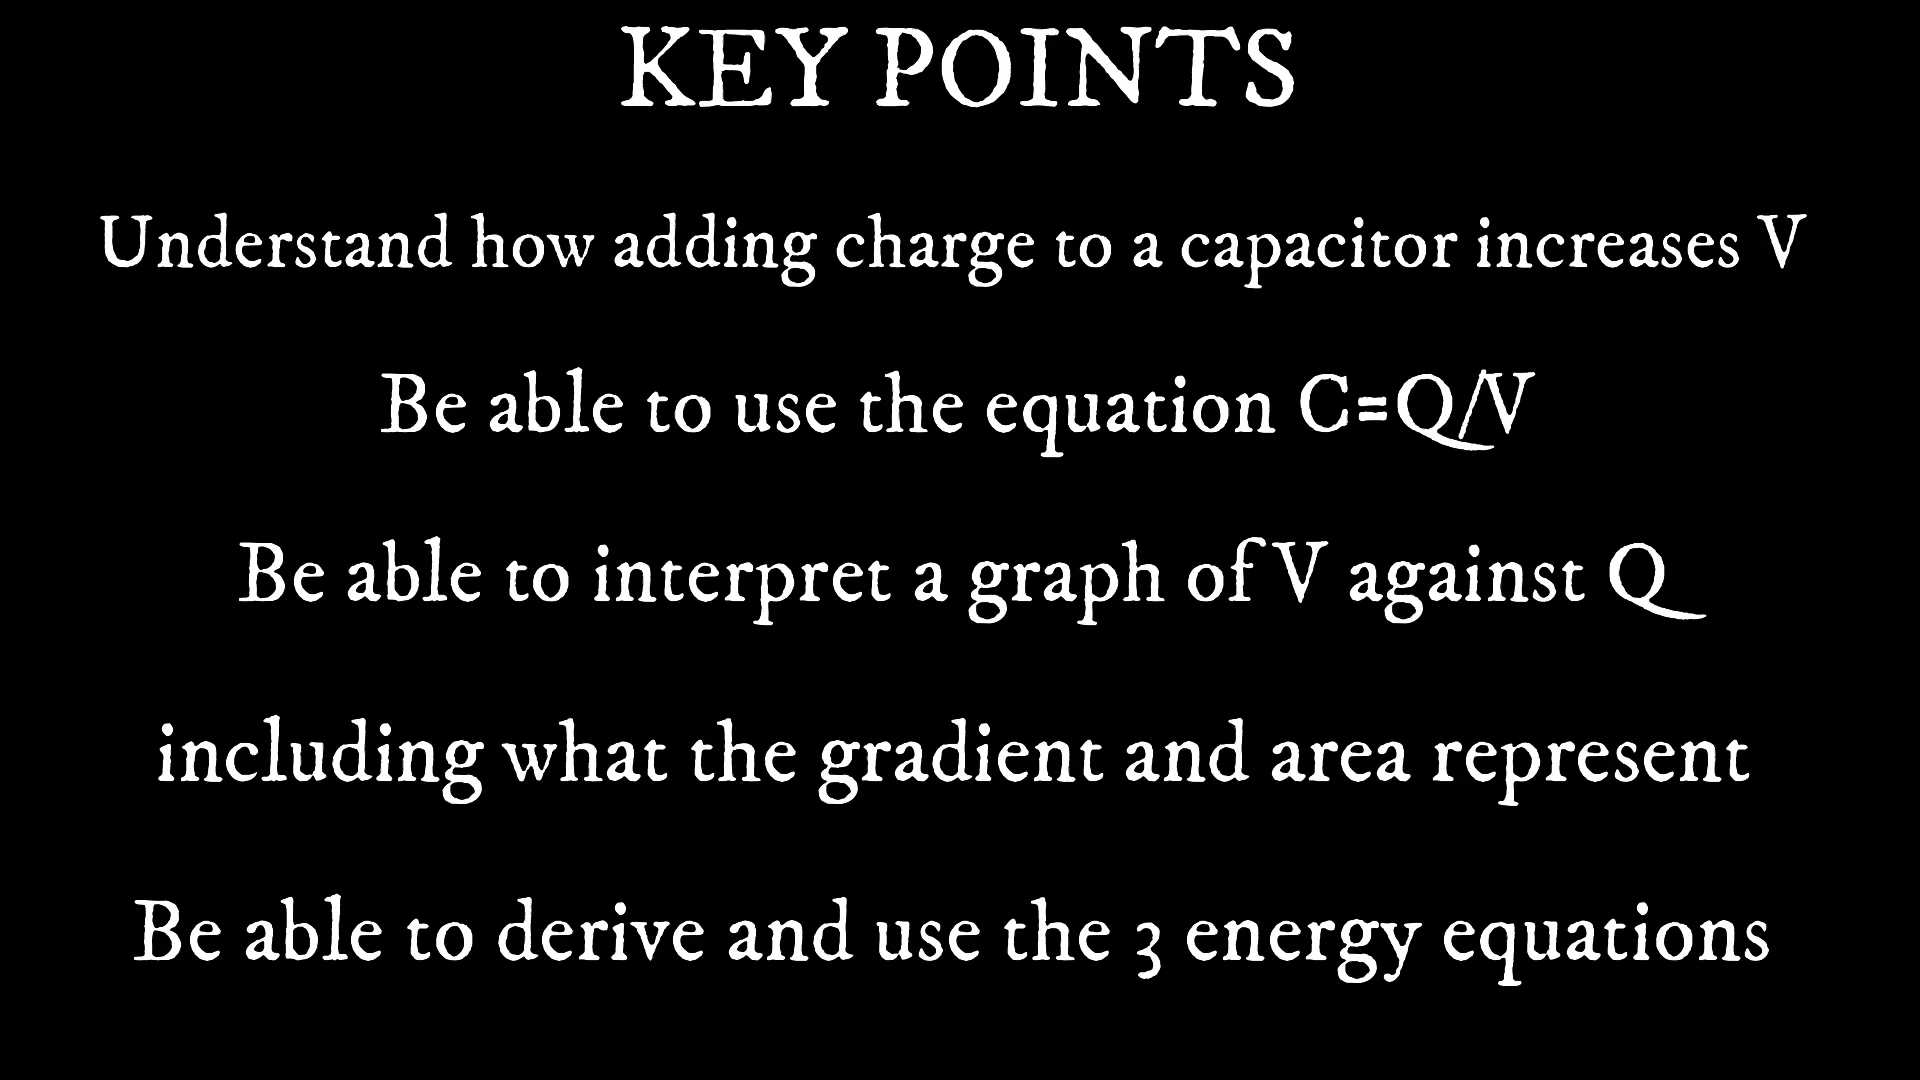 KEY POINTS
Understand how adding charge to a capacitor increases V
Be able to use the equation C=Q/V
Be able to interpret a graph of V against Q
including what the gradient and area represent
Be able to derive and use the 3 energy equations